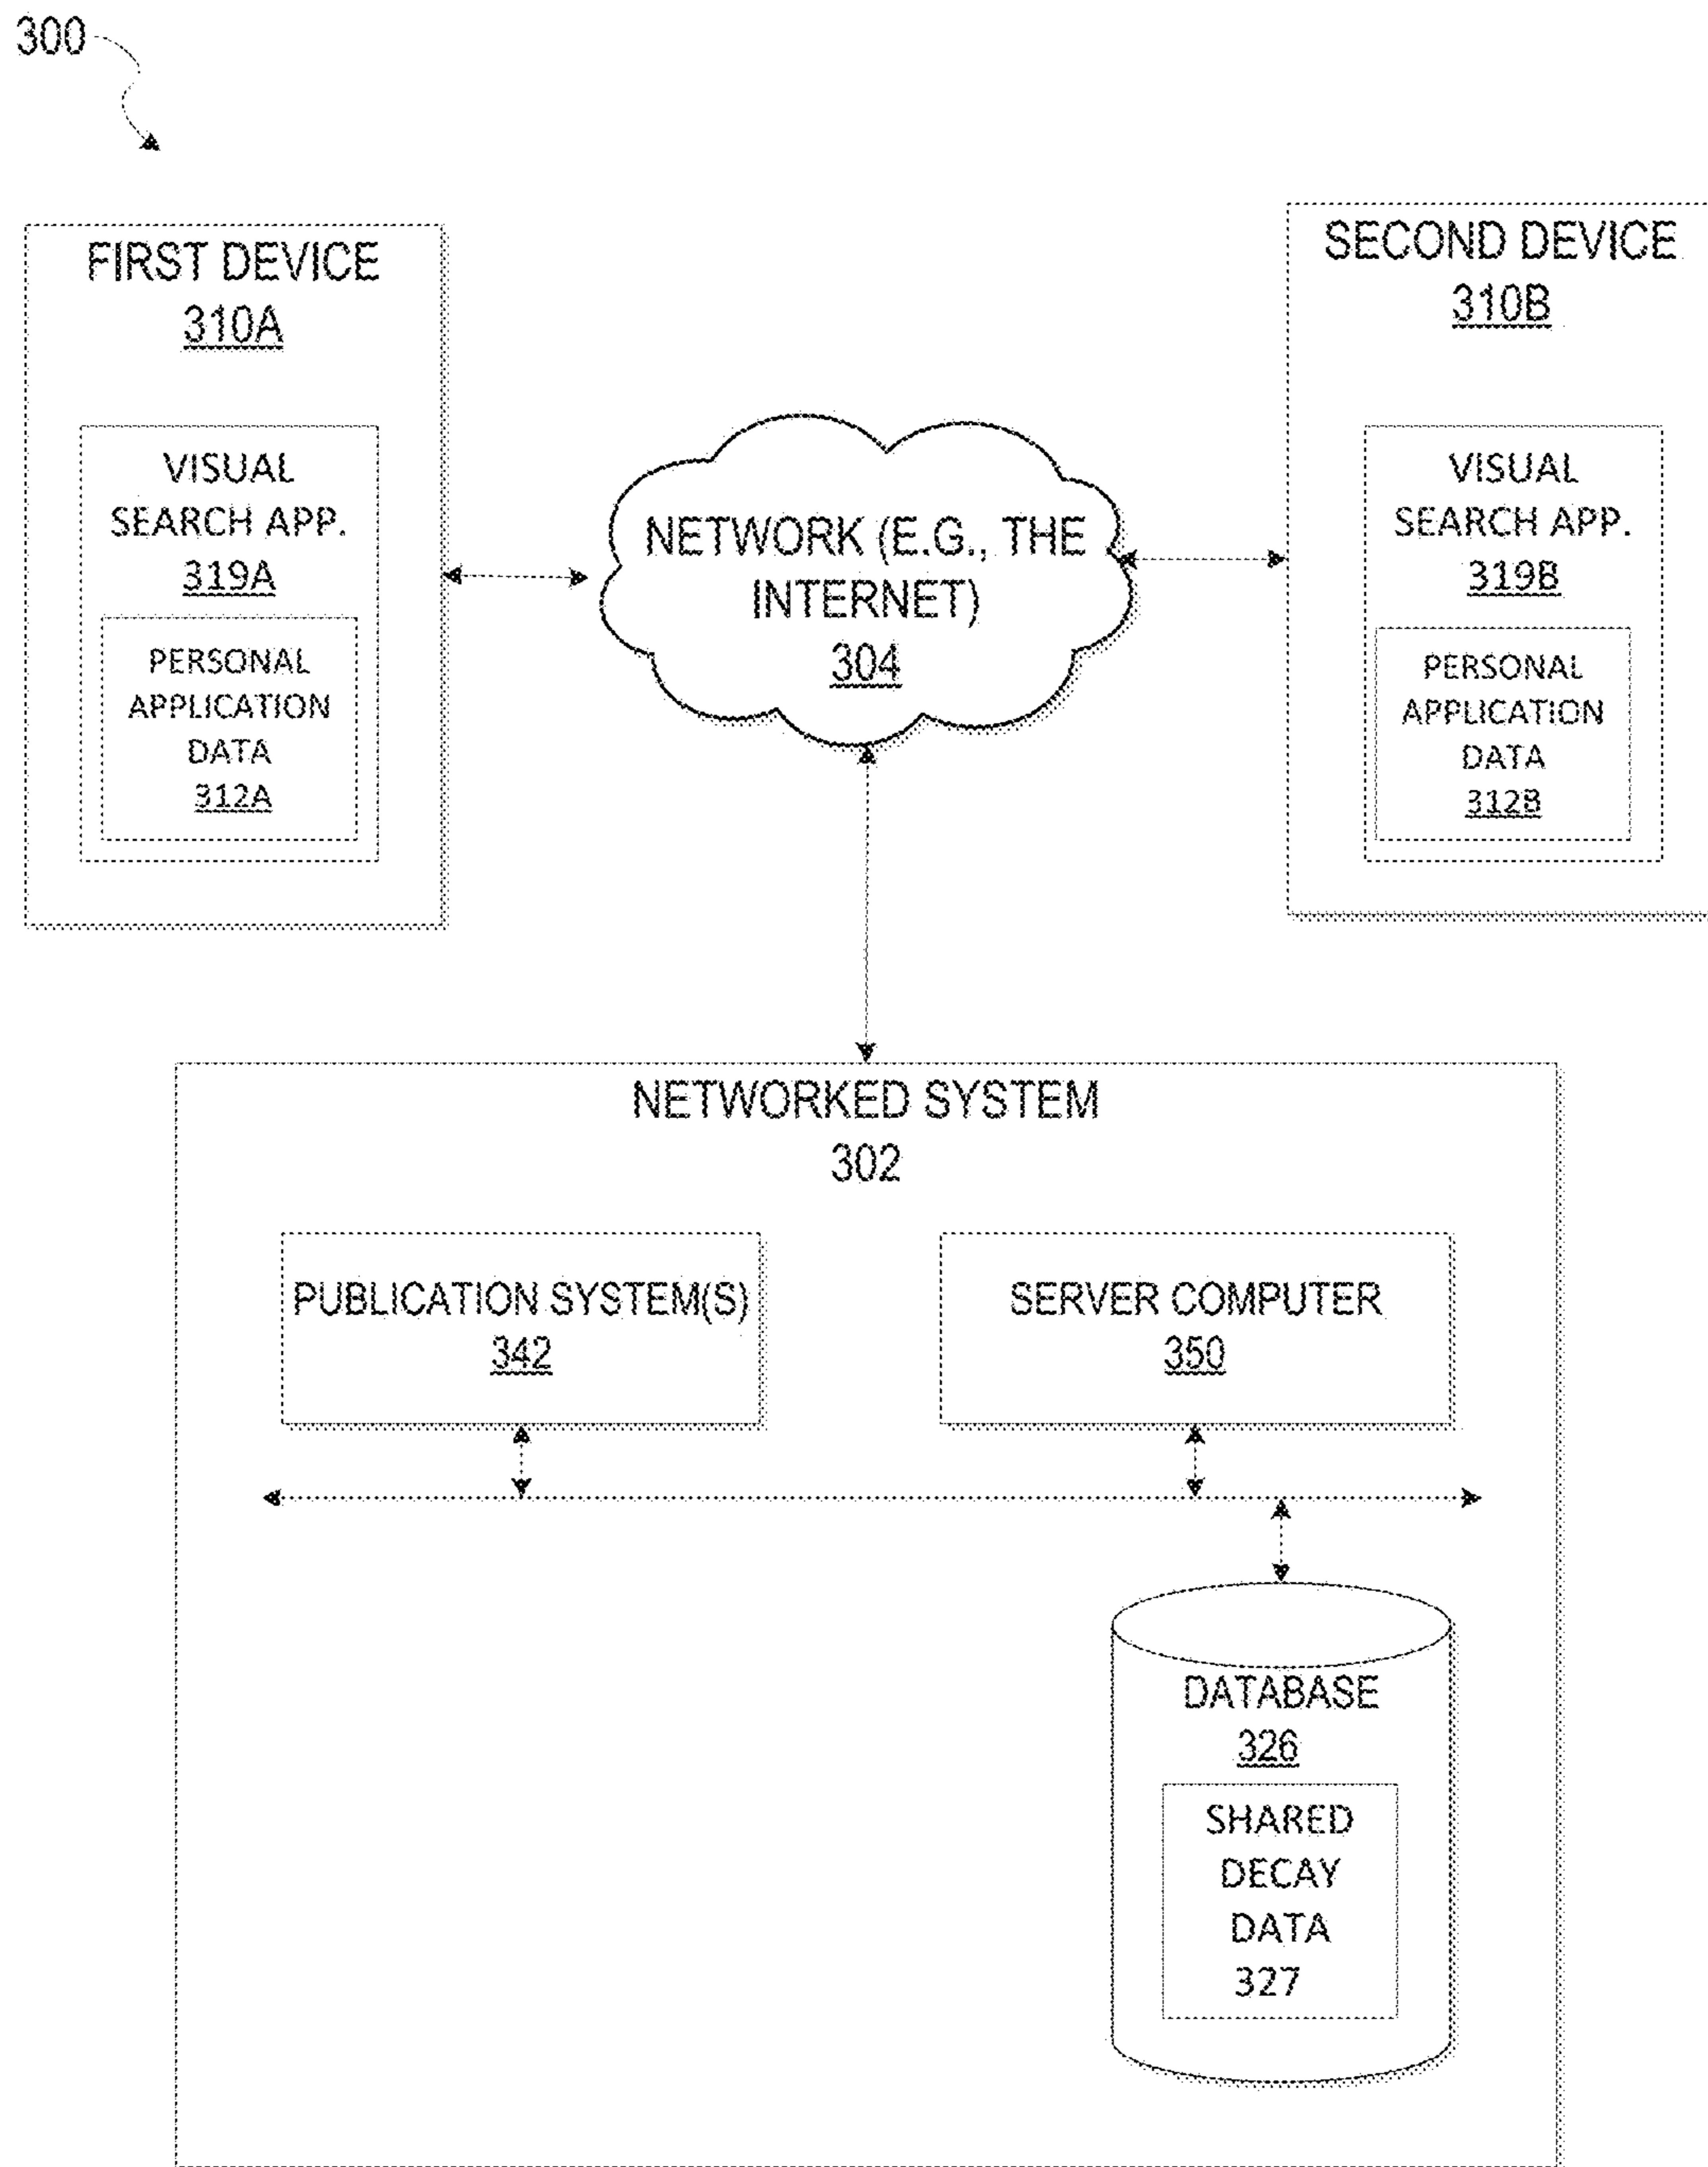 300
FIRST DEVICE
310A
VISUAL
SEARCH APP.
319A
PERSONAL
APPLICATION
DATA
312A
NETWORK (E.G., THE
INTERNET)
304
SECOND DEVICE
310B
VISUAL
SEARCH APP.
319B
PERSONAL
APPLICATION
DATA
312B
NETWORKED SYSTEM
302
PUBLICATION SYSTEM(S)
342
SERVER COMPUTER
350
DATABASE
326
SHARED
DECAY
DATA
327